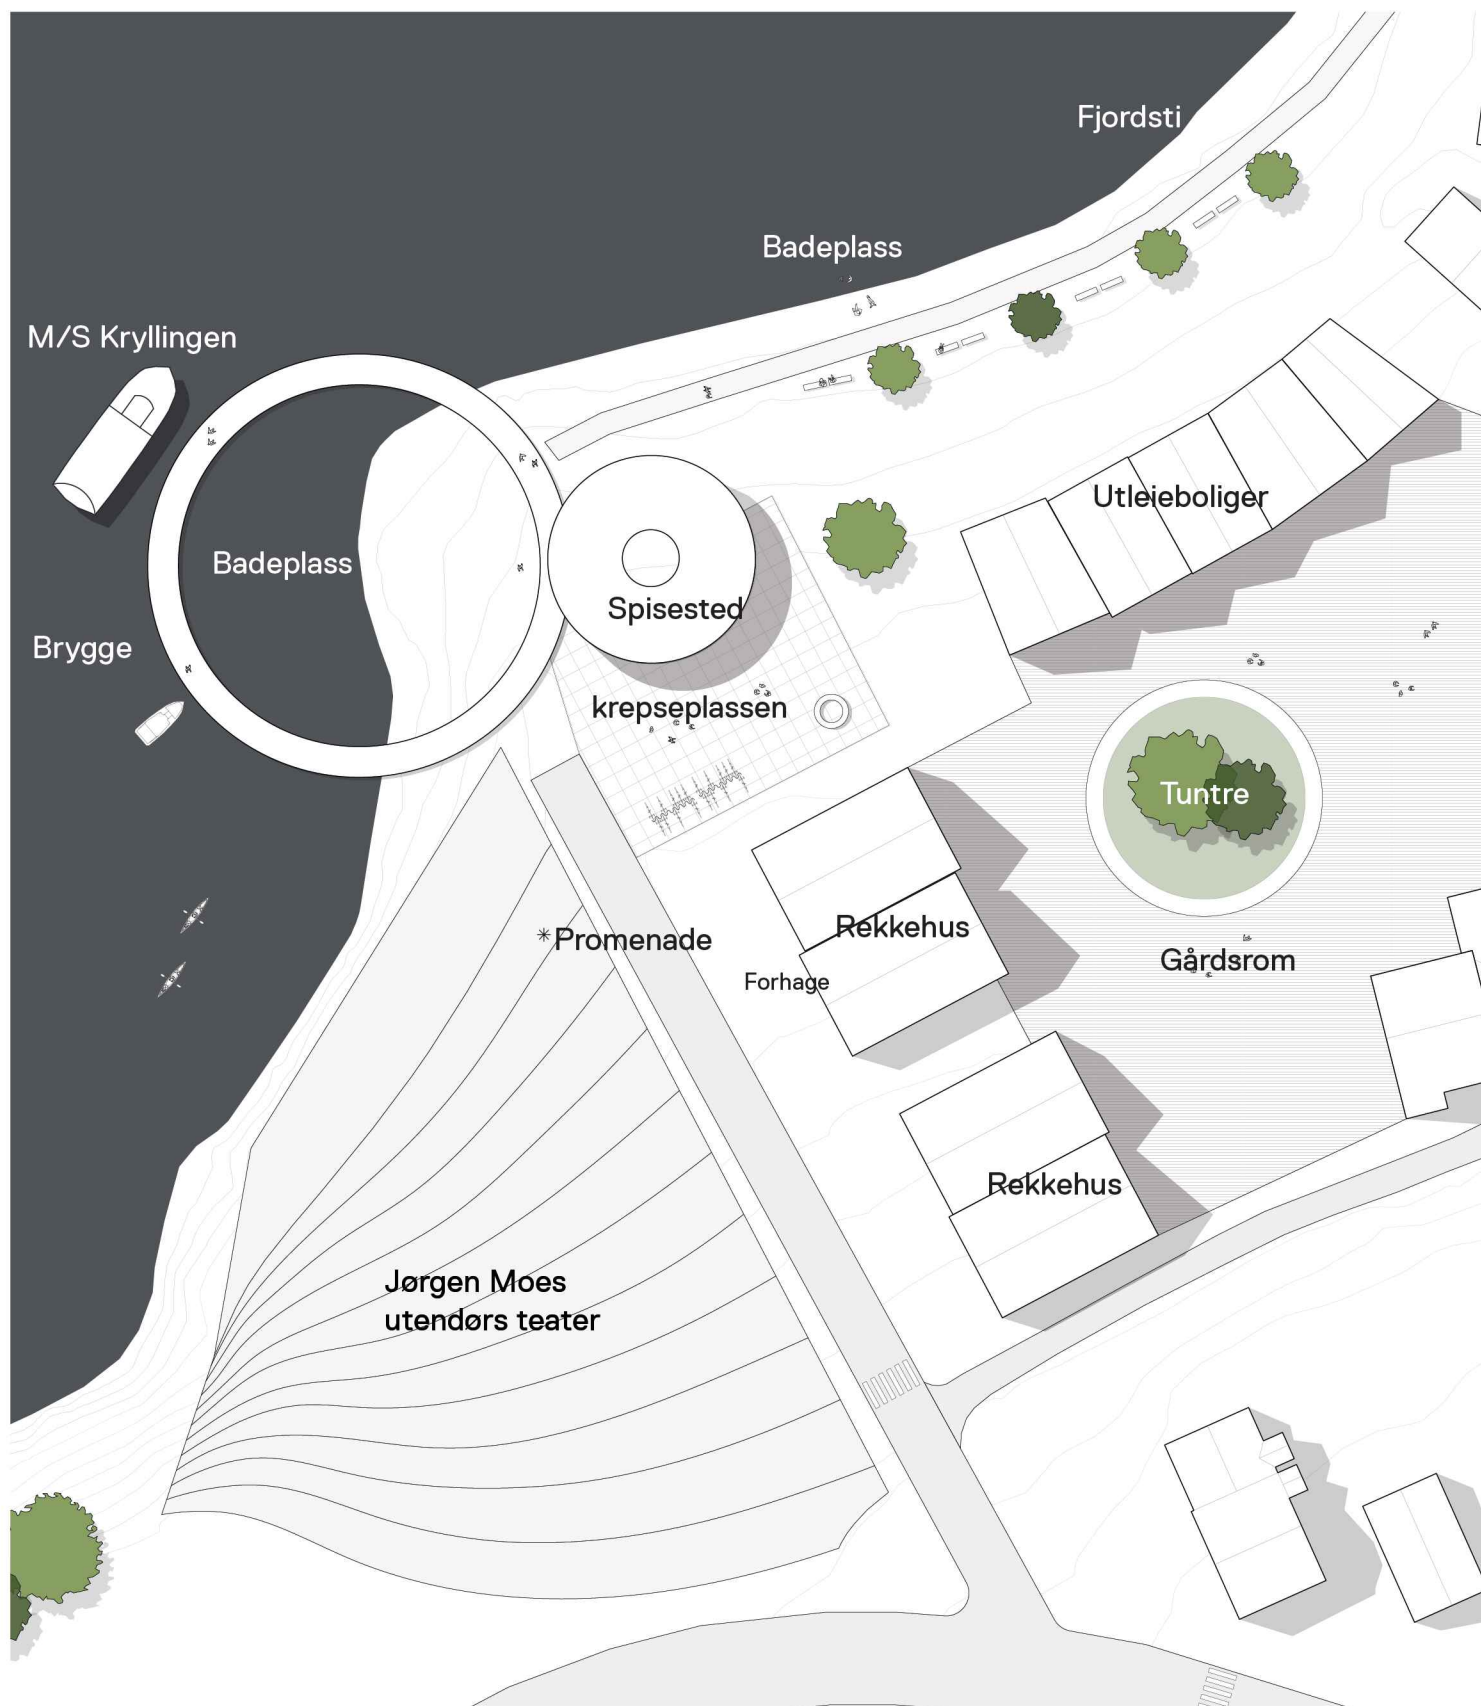 Fjordsti
Badeplass
M/S Kryllingen
Utleieboliger
Badeplass
Spisested
Brygge
krepseplassen
Tuntre
Rekkehus
*Promenade
Gårdsrom
Forhage
Rekkehus
Jørgen Moes
utendørs teater